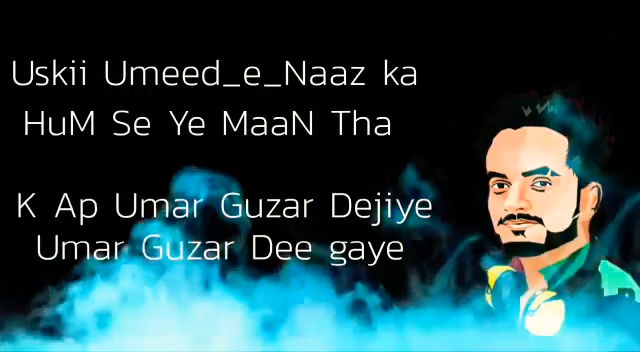 Uskii Umeed_e_Naaz ka
HuM Se Ye MaaN Tha
K Ap Umar Guzar Dejiye
Umar Guzar Dee gaye